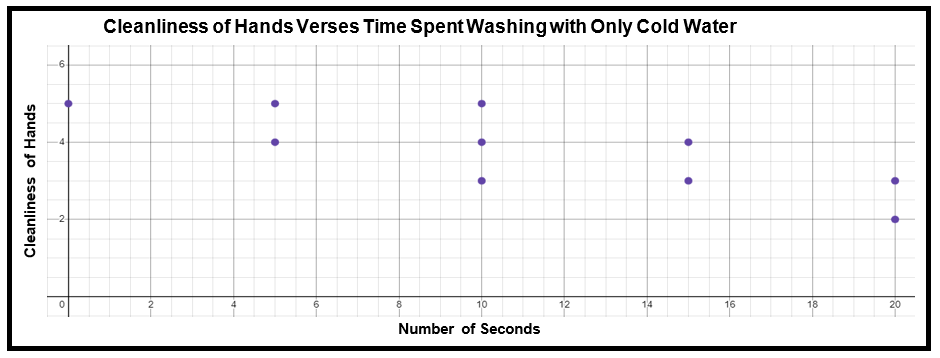 Cleanliness of Hands Verses Time Spent Washing with Only Cold Water
Cleanliness of Hands
6
4
2
0 2 4 6 8 10 12 14 16 18 20
Number of Seconds